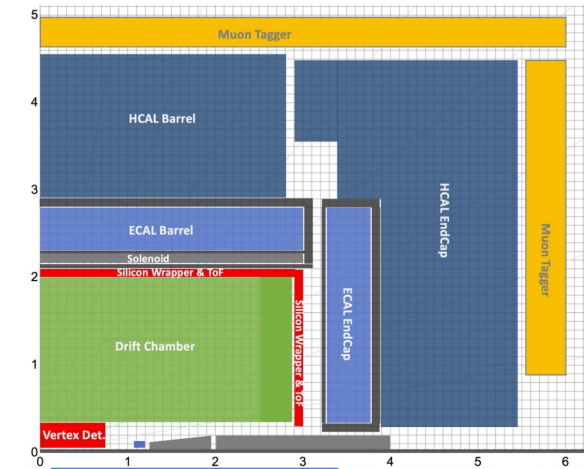 5
Muon Tagger
4
HCAL Barrel
3
HCAL EndCap
ECAL Barrel
Muon Tagger
Solenoid
2
Silicon Wrapper & ToF
ECAL EndCap
Silicon Wrapper & ToF
Drift Chamber
1
Vertex Det.
0
0 1 2 3 4 5 6